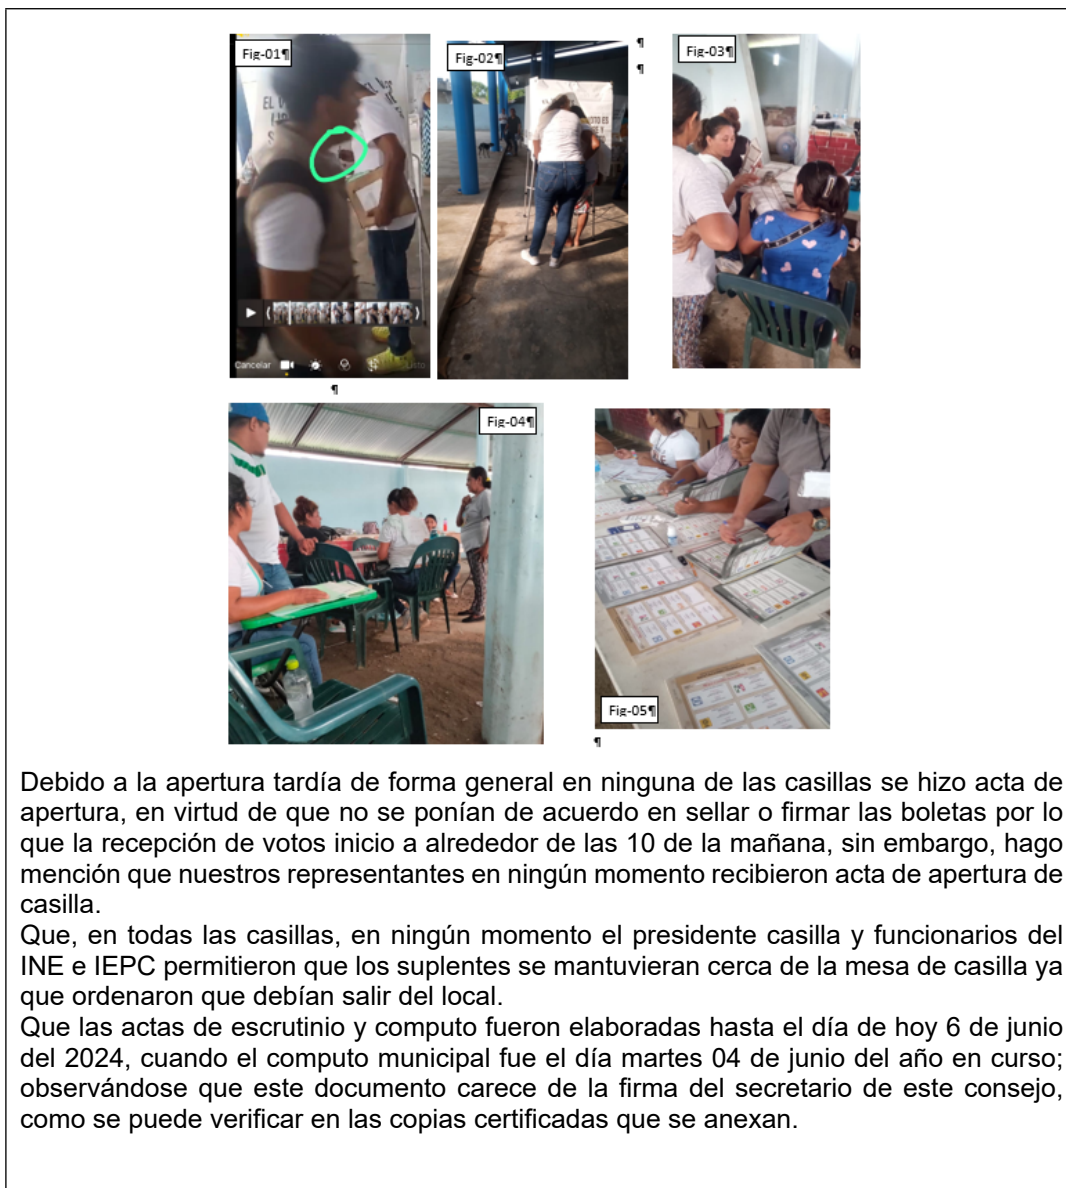 Fig-01¶
Fig-02¶
¶
¶
Fig-03¶
EL V
LIB
S
OTO ES
E Y
TO
Cancelar
Listo
¶
Fig-04¶
Fig-05¶
¶
Debido a la apertura tardía de forma general en ninguna de las casillas se hizo acta de
apertura, en virtud de que no se ponían de acuerdo en sellar o firmar las boletas por lo
que la recepción de votos inicio a alrededor de las 10 de la mañana, sin embargo, hago
mención que nuestros representantes en ningún momento recibieron acta de apertura de
casilla.
Que, en todas las casillas, en ningún momento el presidente casilla y funcionarios del
INE e IEPC permitieron que los suplentes se mantuvieran cerca de la mesa de casilla ya
que ordenaron que debían salir del local.
Que las actas de escrutinio y computo fueron elaboradas hasta el día de hoy 6 de junio
del 2024, cuando el computo municipal fue el día martes 04 de junio del año en curso;
observándose que este documento carece de la firma del secretario de este consejo,
como se puede verificar en las copias certificadas que se anexan.